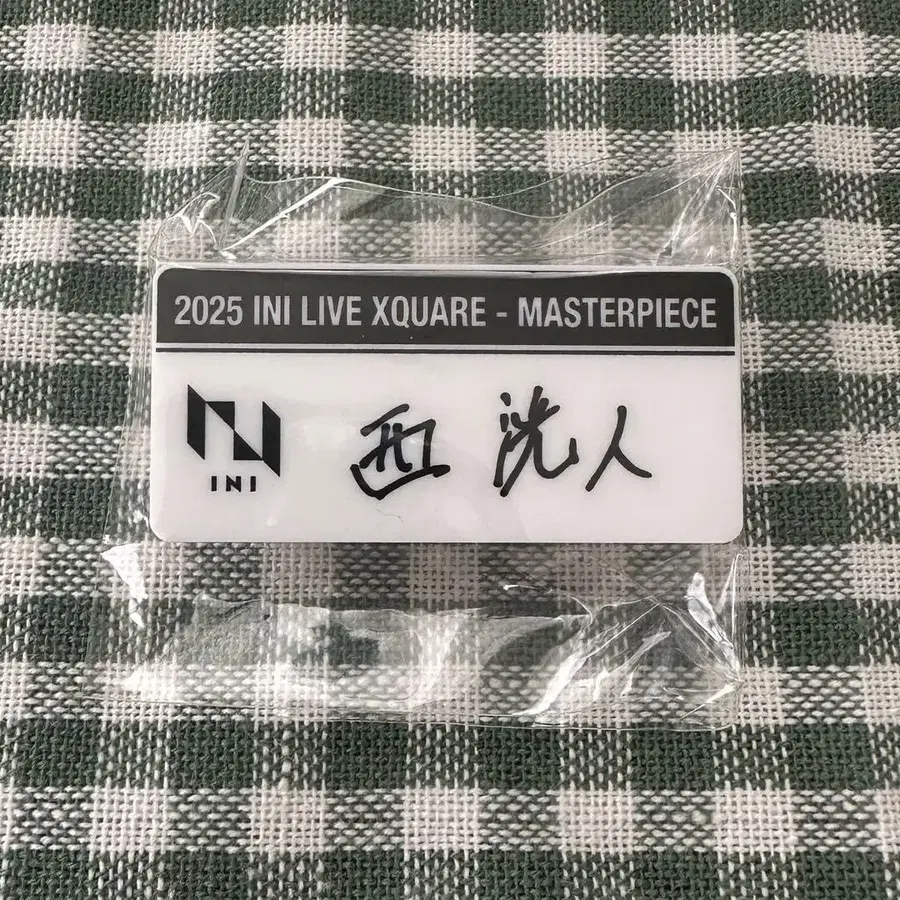 2025 INI LIVE XQUARE - MASTERPIECE
INI
西 洸人